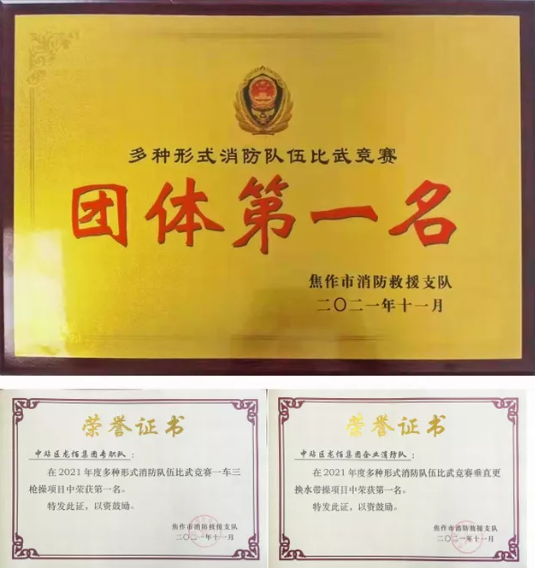 多种形式消防队伍比武竞赛
团体第一名
焦作市消防救援支队
二〇二一年十一月
荣誉证书
中站区龙佰集团专职队：
在2021年度多种形式消防队伍比武竞赛一车三
枪操项目中荣获第一名。
特发此证，以资鼓励。
焦作市消防救援支队
二〇二一年十一月
荣誉证书
中站区龙佰集团企业消防队：
在2021年度多种形式消防队伍比武竞赛垂直更
换水带操项目中荣获第一名。
特发此证，以资鼓励。
焦作市消防救援支队
二〇二一年十一月